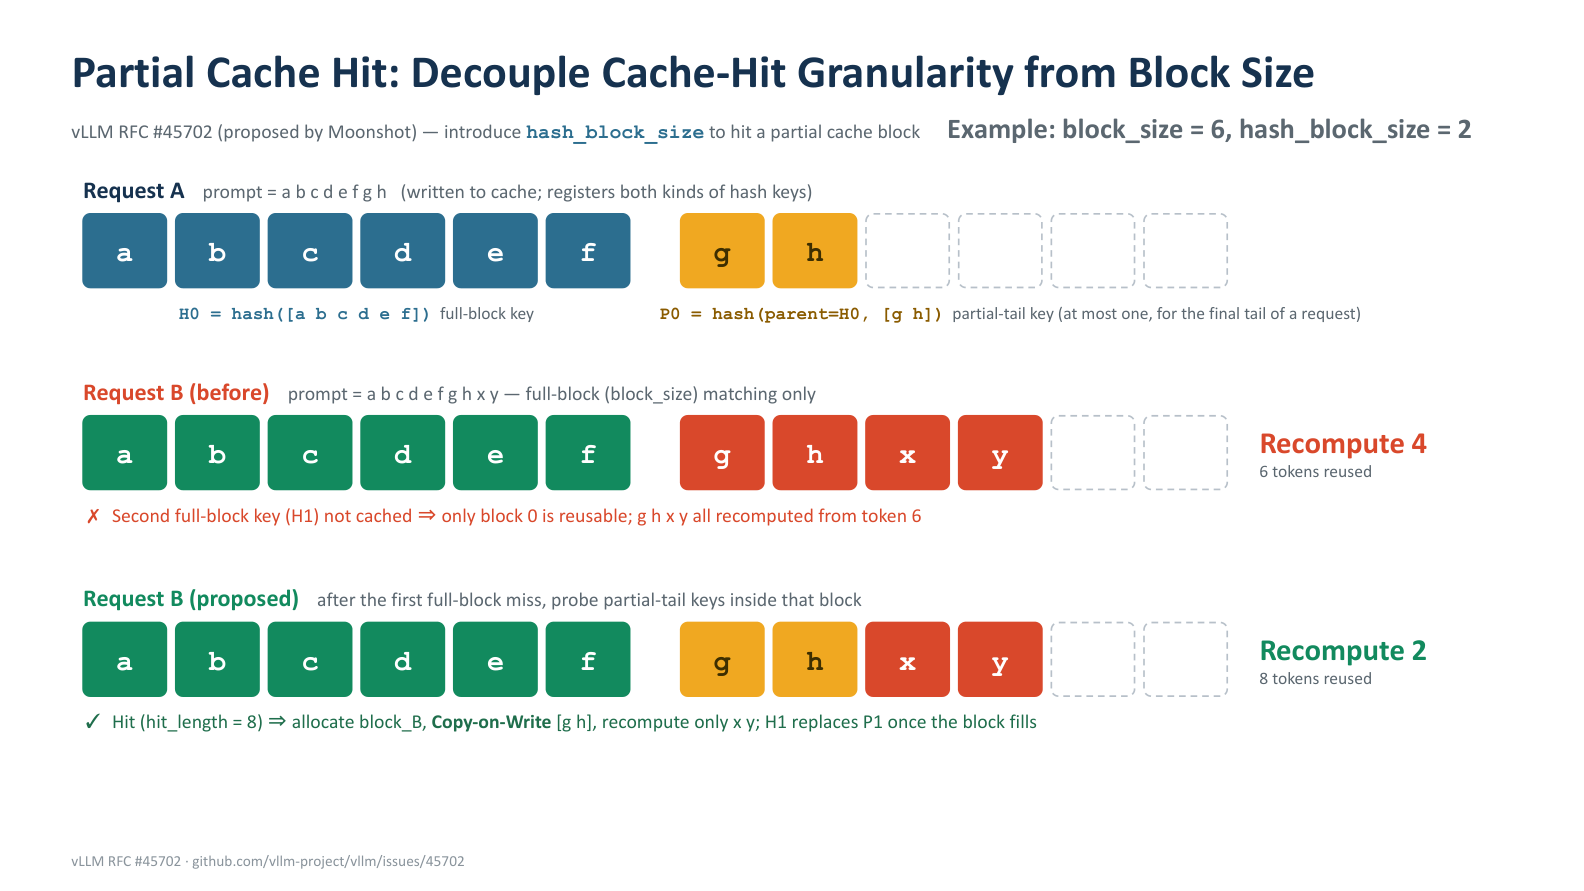 Partial Cache Hit: Decouple Cache-Hit Granularity from Block Size
vLLM RFC #45702 (proposed by Moonshot) — introduce hash_block_size to hit a partial cache block Example: block_size = 6, hash_block_size = 2
Request A prompt = a b c d e f g h (written to cache; registers both kinds of hash keys)
a b c d e f g h
H0 = hash([a b c d e f]) full-block key P0 = hash(parent=H0, [g h]) partial-tail key (at most one, for the final tail of a request)
Request B (before) prompt = a b c d e f g h x y — full-block (block_size) matching only
a b c d e f g h x y
Recompute 4
6 tokens reused
✗ Second full-block key (H1) not cached ⇒ only block 0 is reusable; g h x y all recomputed from token 6
Request B (proposed) after the first full-block miss, probe partial-tail keys inside that block
a b c d e f g h x y
Recompute 2
8 tokens reused
✓ Hit (hit_length = 8) ⇒ allocate block_B, Copy-on-Write [g h], recompute only x y; H1 replaces P1 once the block fills
vLLM RFC #45702 · github.com/vllm-project/vllm/issues/45702